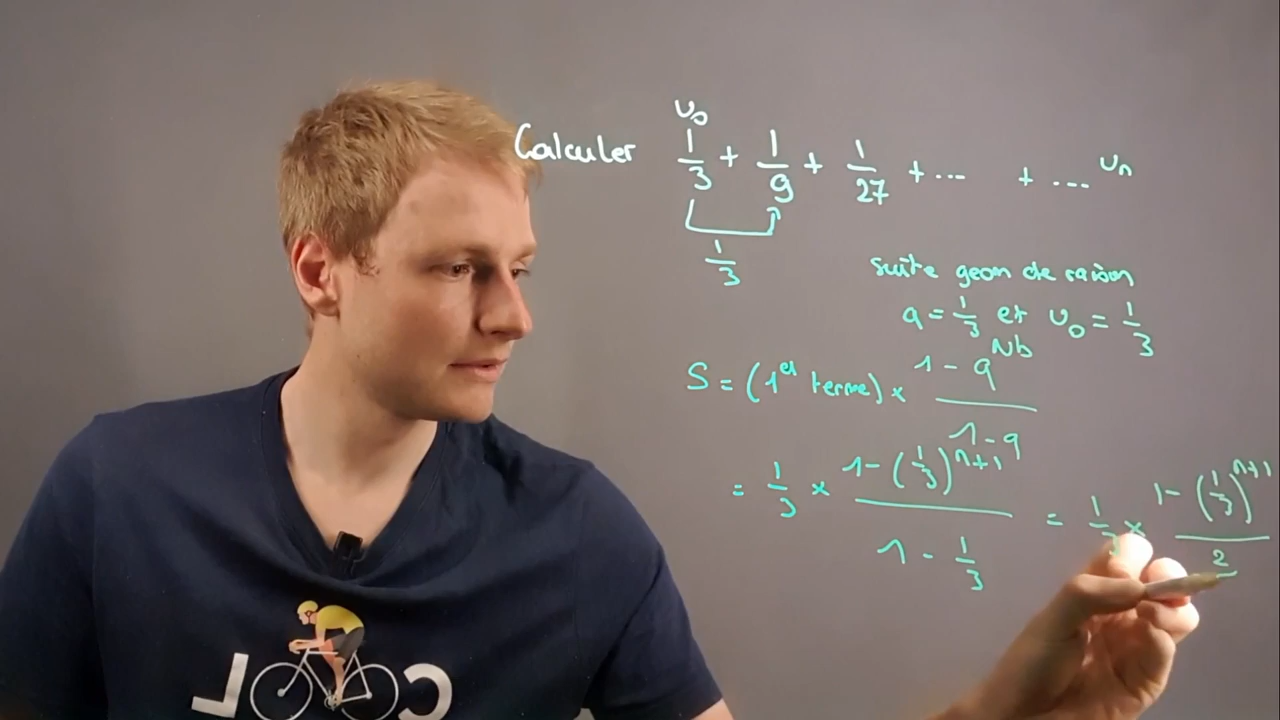 u₀
Calculer 1/3 + 1/9 + 1/27 + ... + ... uₙ
1/3
suite geom de raison
q = 1/3 et u₀ = 1/3
S = (1er terme) × (1 - q^Nb)/(1 - q)
= 1/3 × (1 - (1/3)^(n+1))/(1 - 1/3) = 1/3 × (1 - (1/3)^(n+1))/(2/